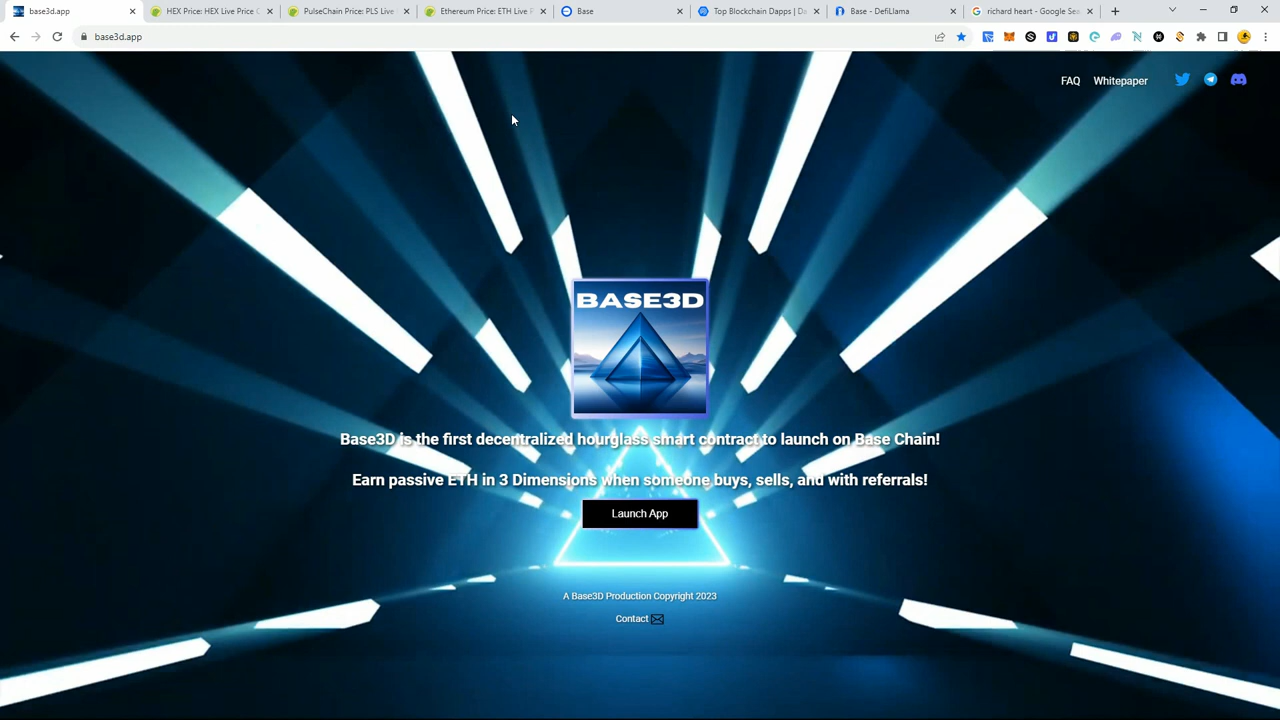 base3d.app
HEX Price: HEX Live Price C
PulseChain Price: PLS Live
Ethereum Price: ETH Live P
Base
Top Blockchain Dapps | Da
Base - DefiLlama
richard heart - Google Sea
base3d.app
FAQ
Whitepaper
BASE3D
Base3D is the first decentralized hourglass smart contract to launch on Base Chain!
Earn passive ETH in 3 Dimensions when someone buys, sells, and with referrals!
Launch App
A Base3D Production Copyright 2023
Contact